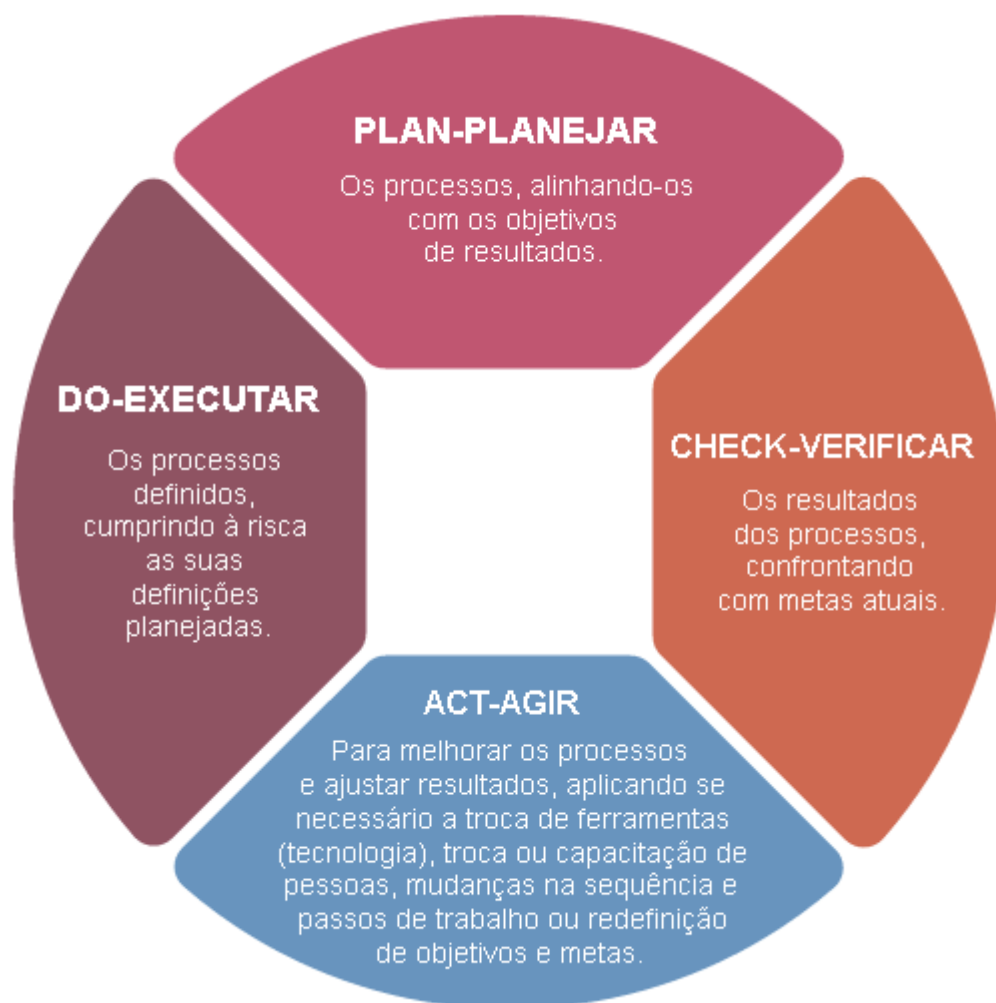 PLAN-PLANEJAR
Os processos, alinhando-os
com os objetivos
de resultados.
DO-EXECUTAR
Os processos
definidos,
cumprindo à risca
as suas
definições
planejadas.
CHECK-VERIFICAR
Os resultados
dos processos,
confrontando
com metas atuais.
ACT-AGIR
Para melhorar os processos
e ajustar resultados, aplicando se
necessário a troca de ferramentas
(tecnologia), troca ou capacitação de
pessoas, mudanças na sequência e
passos de trabalho ou redefinição
de objetivos e metas.